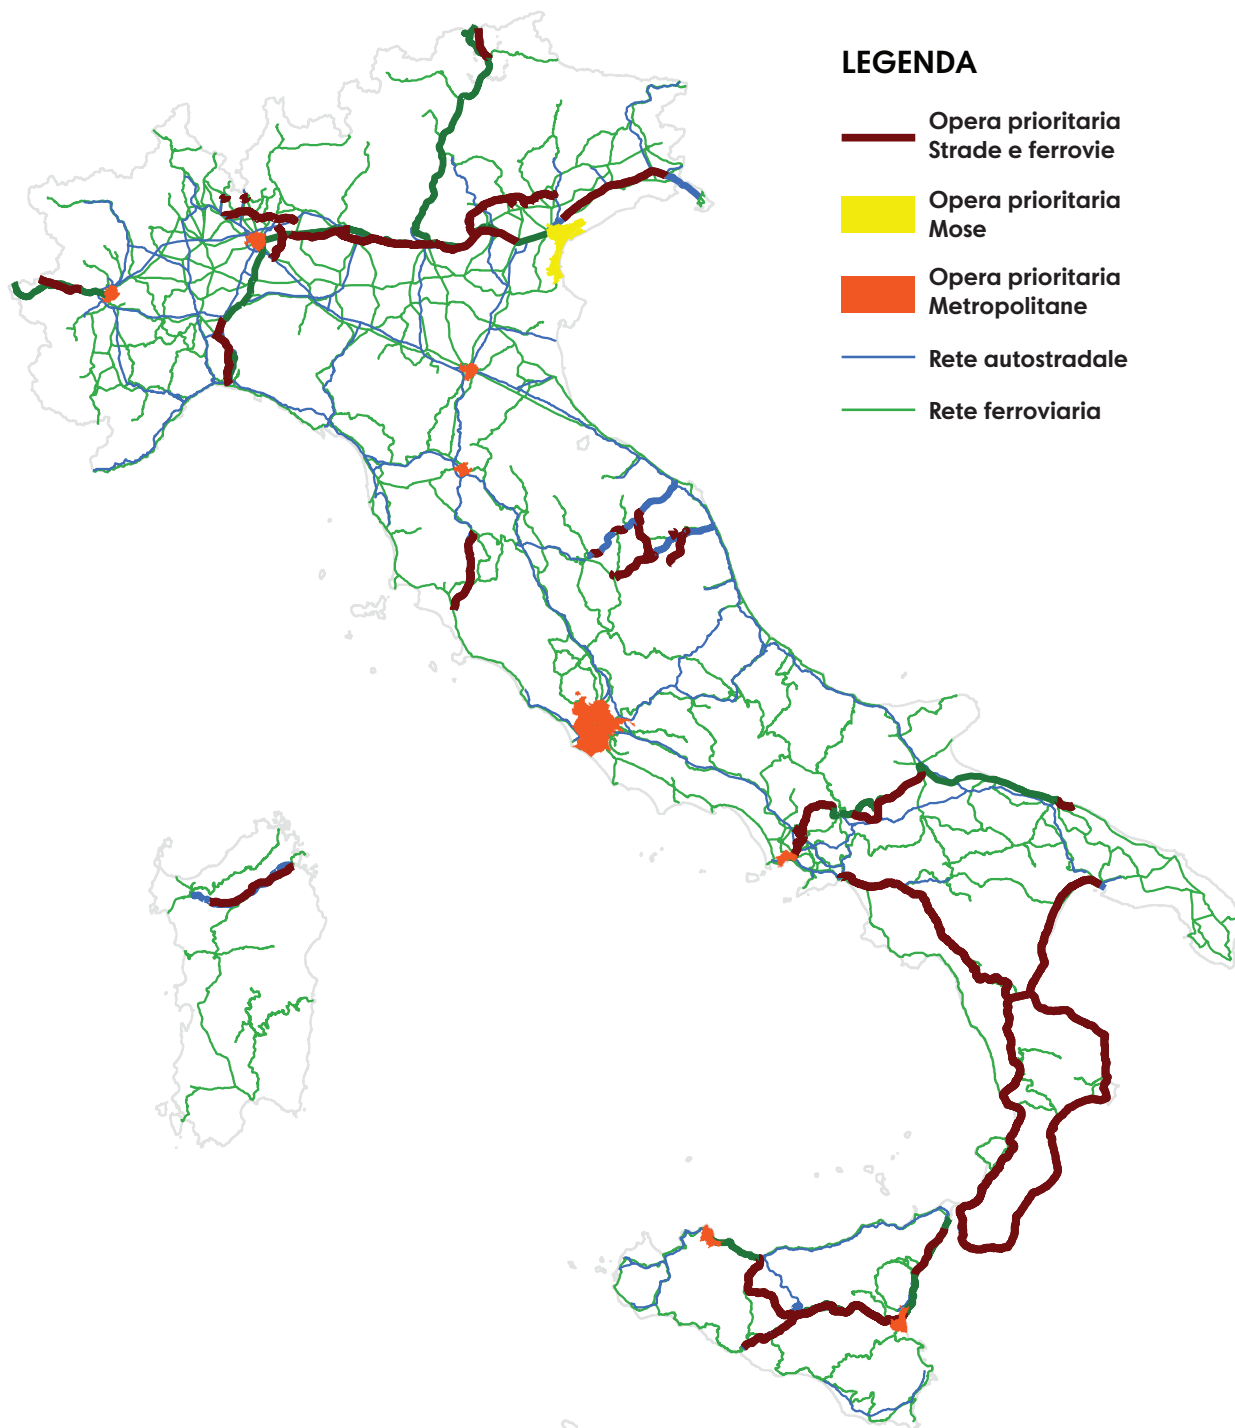 LEGENDA
Opera prioritaria
Strade e ferrovie
Opera prioritaria
Mose
Opera prioritaria
Metropolitane
Rete autostradale
Rete ferroviaria